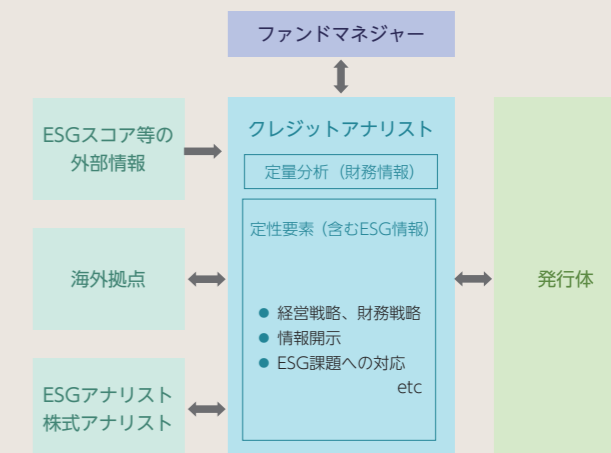 ファンドマネジャー
ESGスコア等の
外部情報
海外拠点
ESGアナリスト
株式アナリスト
クレジットアナリスト
定量分析（財務情報）
定性要素（含むESG情報）
● 経営戦略、財務戦略
● 情報開示
● ESG課題への対応
etc
発行体